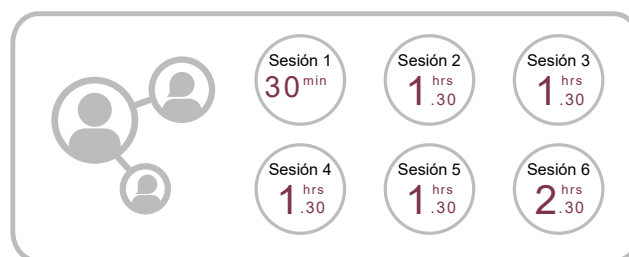 Sesión 1
30 min
Sesión 2
1 hrs .30
Sesión 3
1 hrs .30
Sesión 4
1 hrs .30
Sesión 5
1 hrs .30
Sesión 6
2 hrs .30